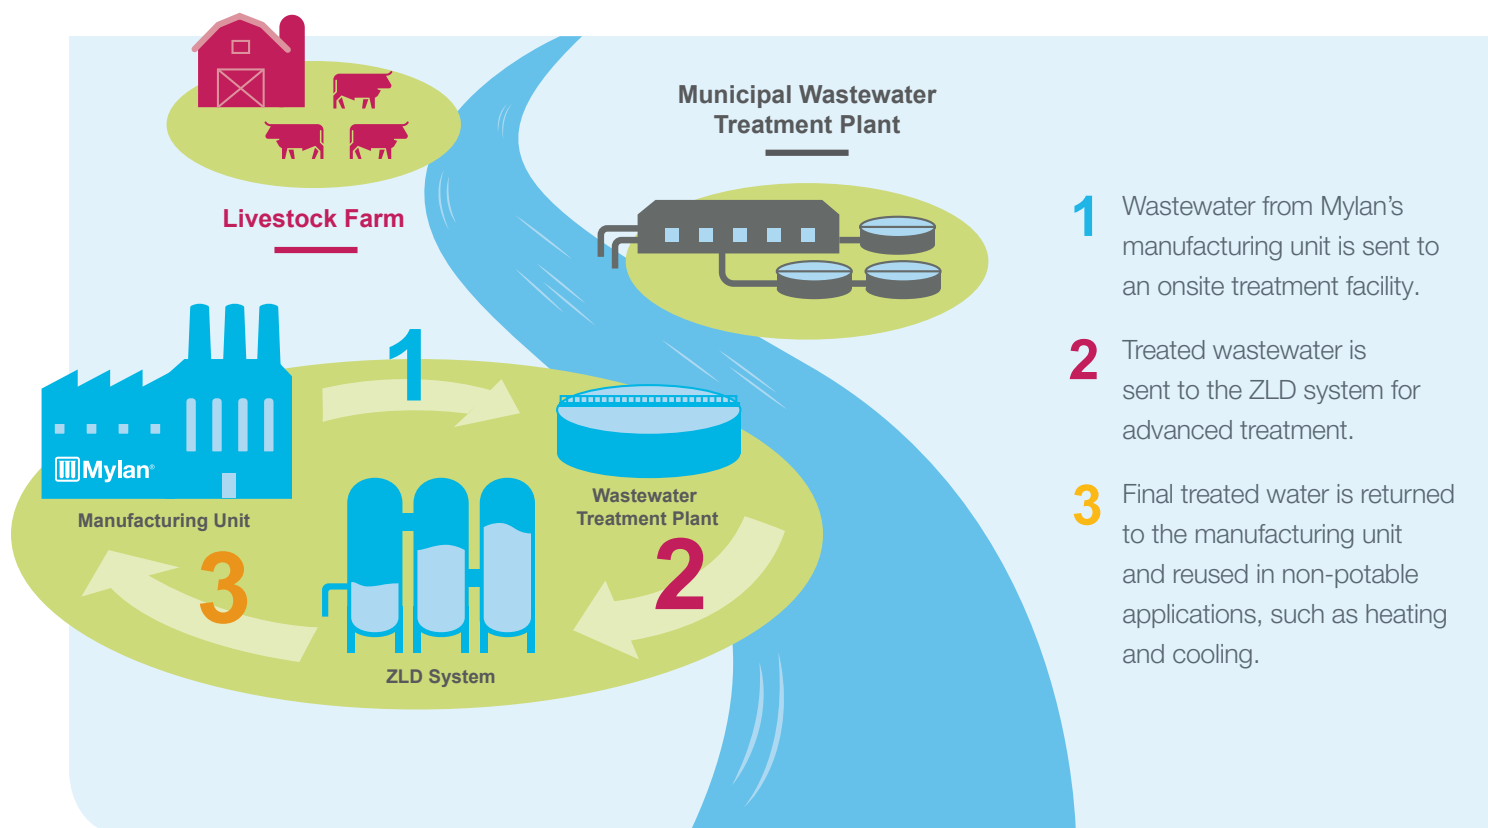 Municipal Wastewater
Treatment Plant
Livestock Farm
1
Mylan®
Manufacturing Unit
Wastewater
Treatment Plant
2
3
ZLD System
1 Wastewater from Mylan’s
manufacturing unit is sent to
an onsite treatment facility.
2 Treated wastewater is
sent to the ZLD system for
advanced treatment.
3 Final treated water is returned
to the manufacturing unit
and reused in non-potable
applications, such as heating
and cooling.